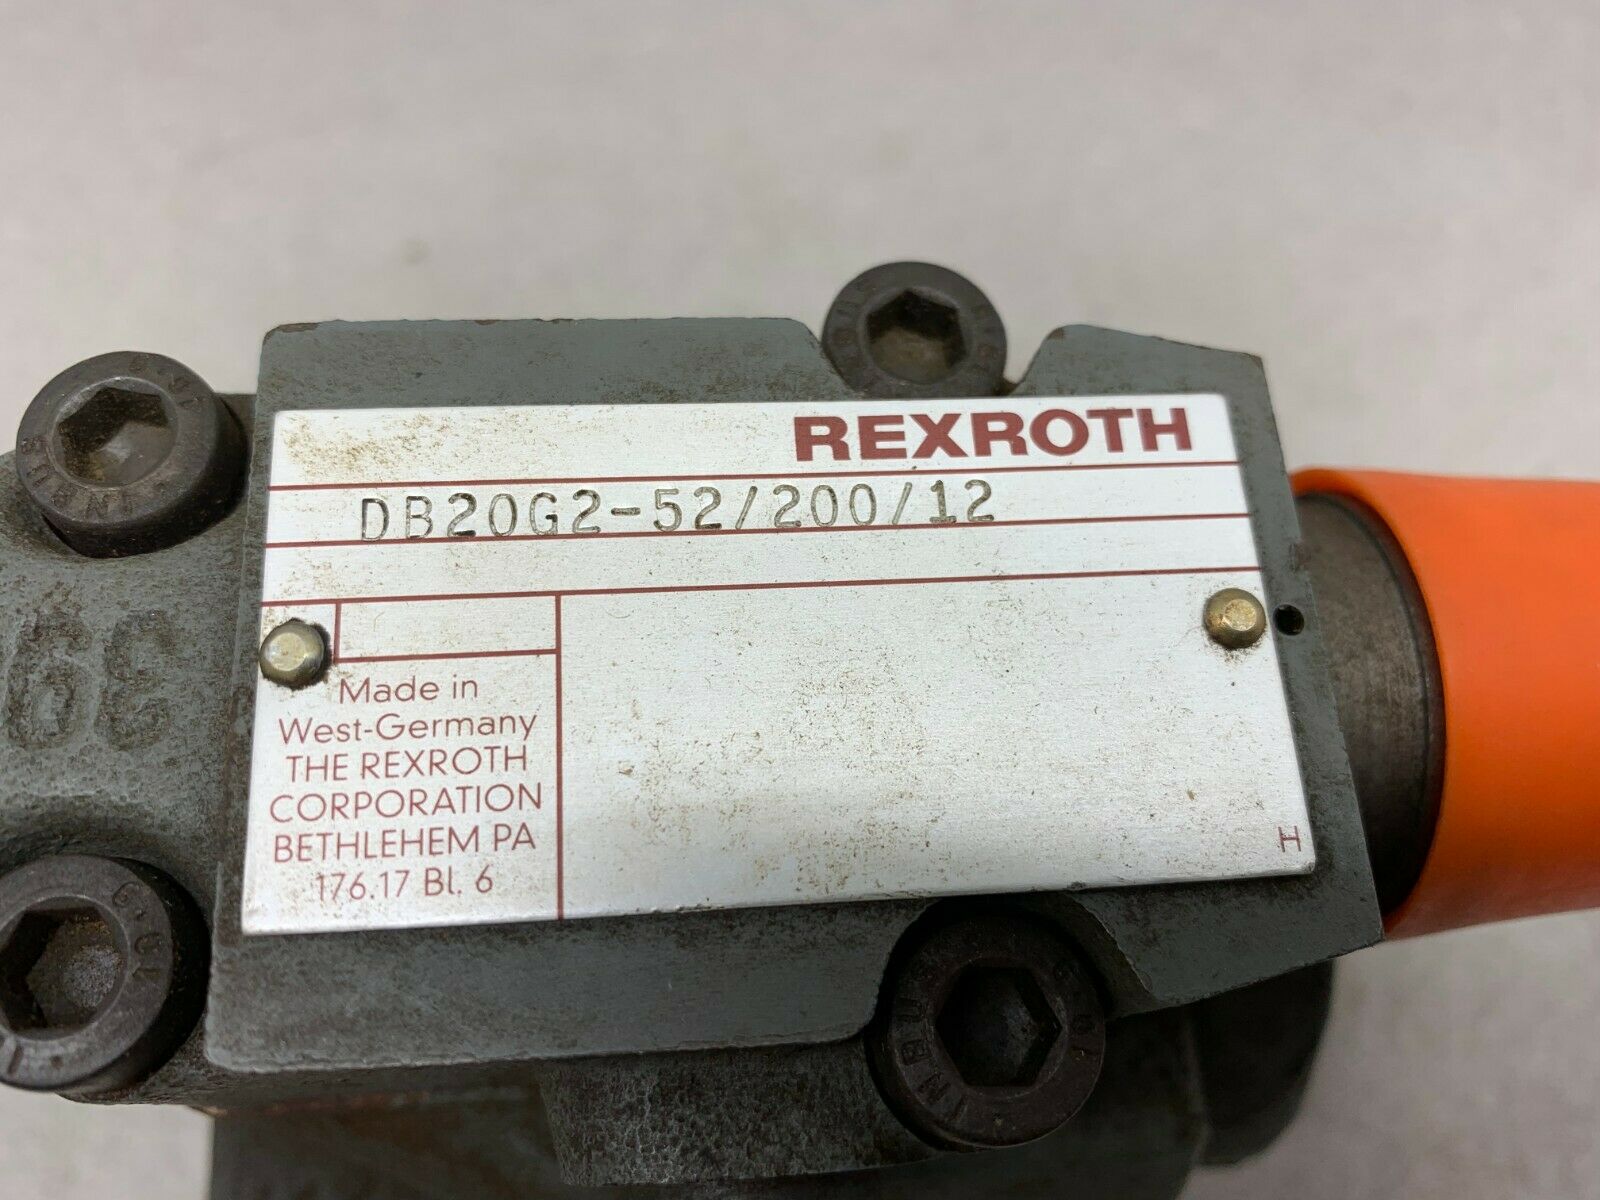 REXROTH
DB20G2-52/200/12
Made in
West-Germany
THE REXROTH
CORPORATION
BETHLEHEM PA
176.17 Bl. 6
H